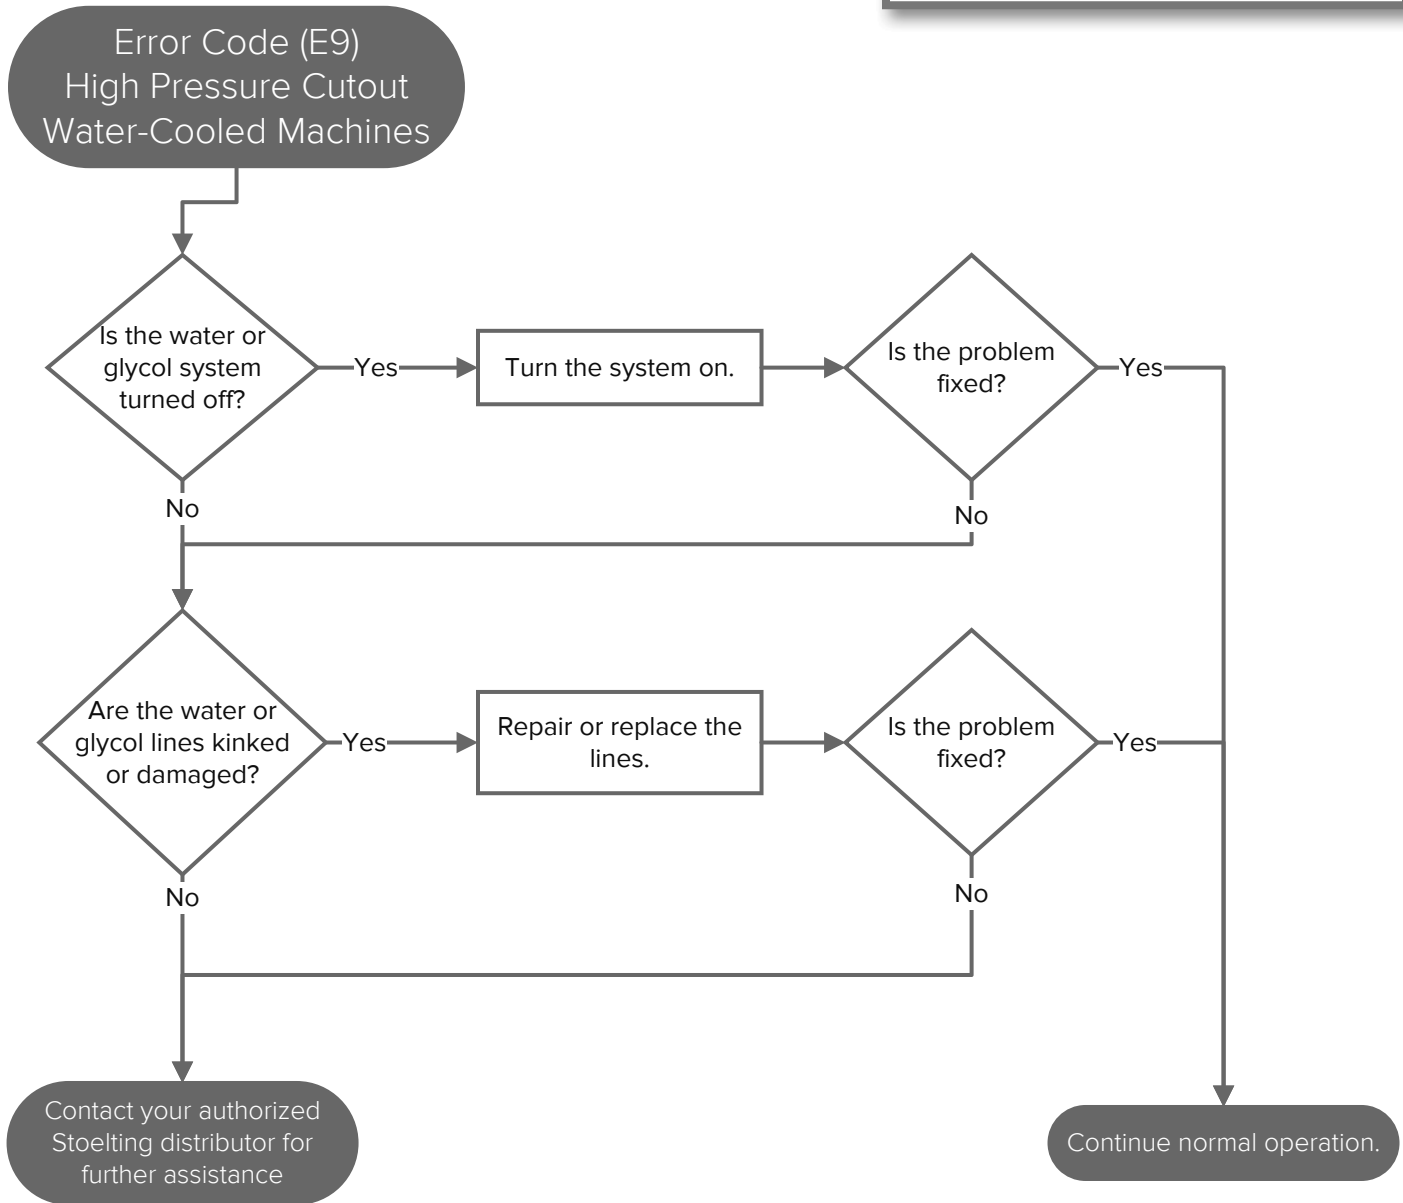 Error Code (E9)
High Pressure Cutout
Water-Cooled Machines
Is the water or
glycol system
turned off?
Yes
Turn the system on.
Is the problem
fixed?
Yes
No
No
Are the water or
glycol lines kinked
or damaged?
Yes
Repair or replace the
lines.
Is the problem
fixed?
Yes
No
No
Contact your authorized
Stoelting distributor for
further assistance
Continue normal operation.